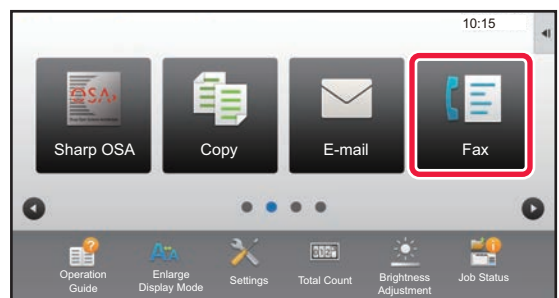 10:15
OSA
Sharp OSA
Copy
E-mail
Fax
Operation
Guide
Enlarge
Display Mode
Settings
Total Count
Brightness
Adjustment
Job Status